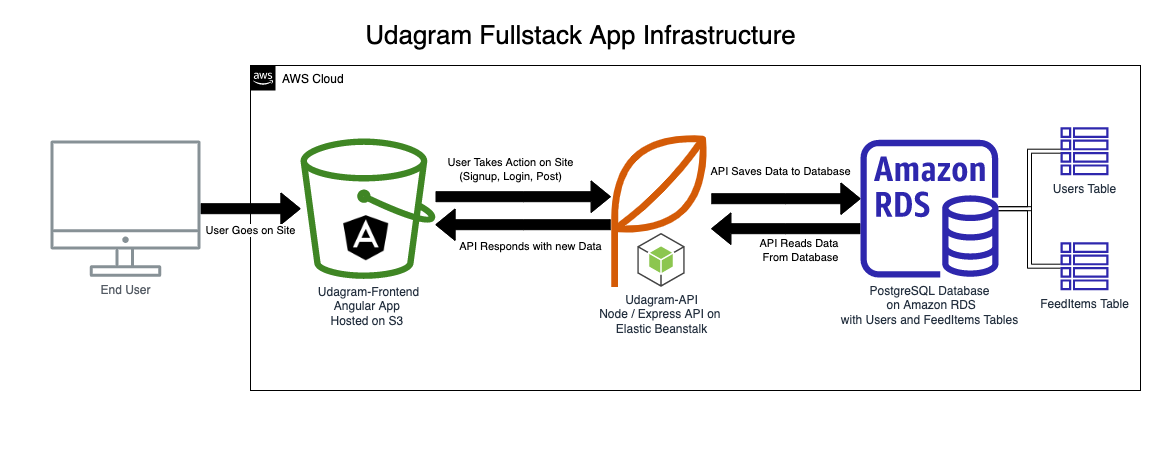 Udagram Fullstack App Infrastructure
aws
AWS Cloud
End User
User Goes on Site
A
Udagram-Frontend
Angular App
Hosted on S3
User Takes Action on Site
(Signup, Login, Post)
API Responds with new Data
Udagram-API
Node / Express API on
Elastic Beanstalk
API Saves Data to Database
API Reads Data
From Database
Amazon
RDS
PostgreSQL Database
on Amazon RDS
with Users and FeedItems Tables
Users Table
FeedItems Table